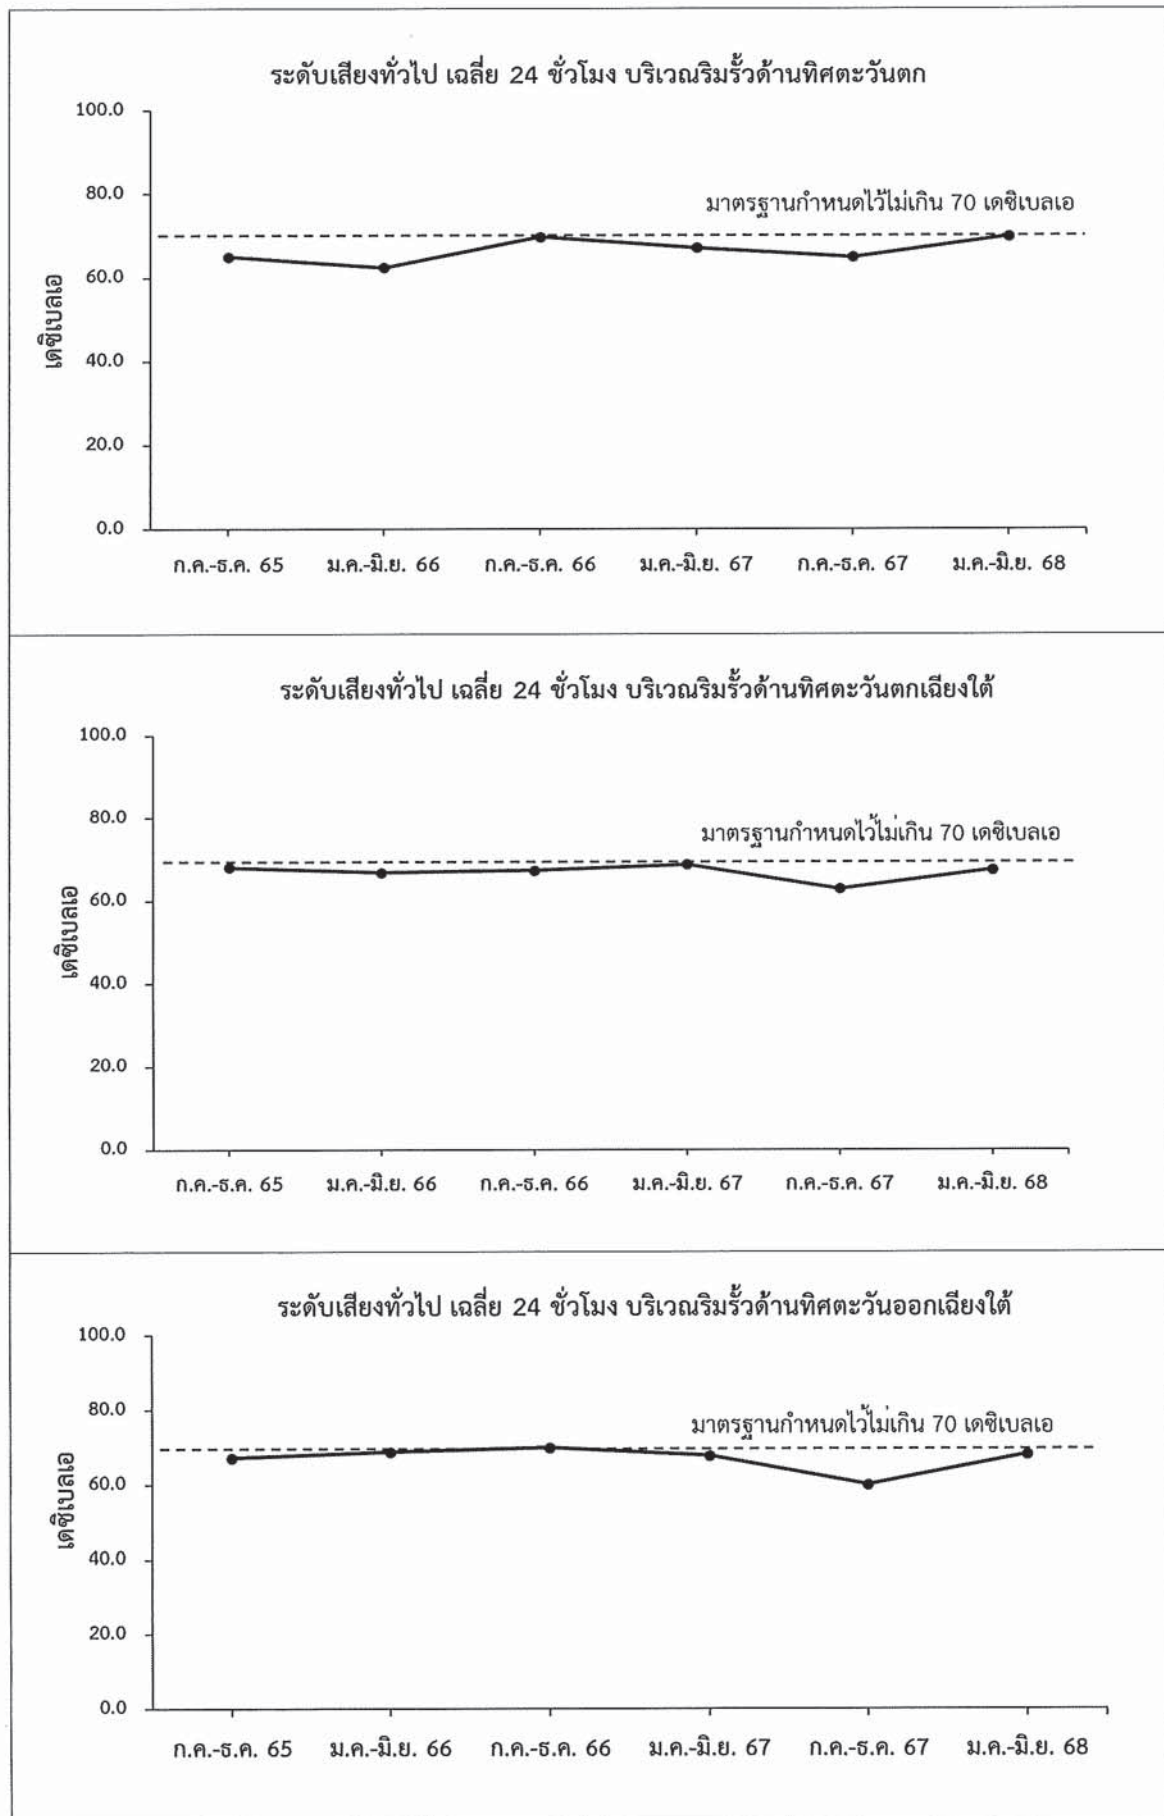 ระดับเสียงทั่วไป เฉลี่ย 24 ชั่วโมง บริเวณริมรั้วด้านทิศตะวันตก
100.0
80.0
มาตรฐานกำหนดไว้ไม่เกิน 70 เดซิเบลเอ
60.0
เดซิเบลเอ
40.0
20.0
0.0
ก.ค.-ธ.ค. 65 ม.ค.-มิ.ย. 66 ก.ค.-ธ.ค. 66 ม.ค.-มิ.ย. 67 ก.ค.-ธ.ค. 67 ม.ค.-มิ.ย. 68
ระดับเสียงทั่วไป เฉลี่ย 24 ชั่วโมง บริเวณริมรั้วด้านทิศตะวันตกเฉียงใต้
100.0
80.0
มาตรฐานกำหนดไว้ไม่เกิน 70 เดซิเบลเอ
60.0
เดซิเบลเอ
40.0
20.0
0.0
ก.ค.-ธ.ค. 65 ม.ค.-มิ.ย. 66 ก.ค.-ธ.ค. 66 ม.ค.-มิ.ย. 67 ก.ค.-ธ.ค. 67 ม.ค.-มิ.ย. 68
ระดับเสียงทั่วไป เฉลี่ย 24 ชั่วโมง บริเวณริมรั้วด้านทิศตะวันออกเฉียงใต้
100.0
80.0
มาตรฐานกำหนดไว้ไม่เกิน 70 เดซิเบลเอ
60.0
เดซิเบลเอ
40.0
20.0
0.0
ก.ค.-ธ.ค. 65 ม.ค.-มิ.ย. 66 ก.ค.-ธ.ค. 66 ม.ค.-มิ.ย. 67 ก.ค.-ธ.ค. 67 ม.ค.-มิ.ย. 68